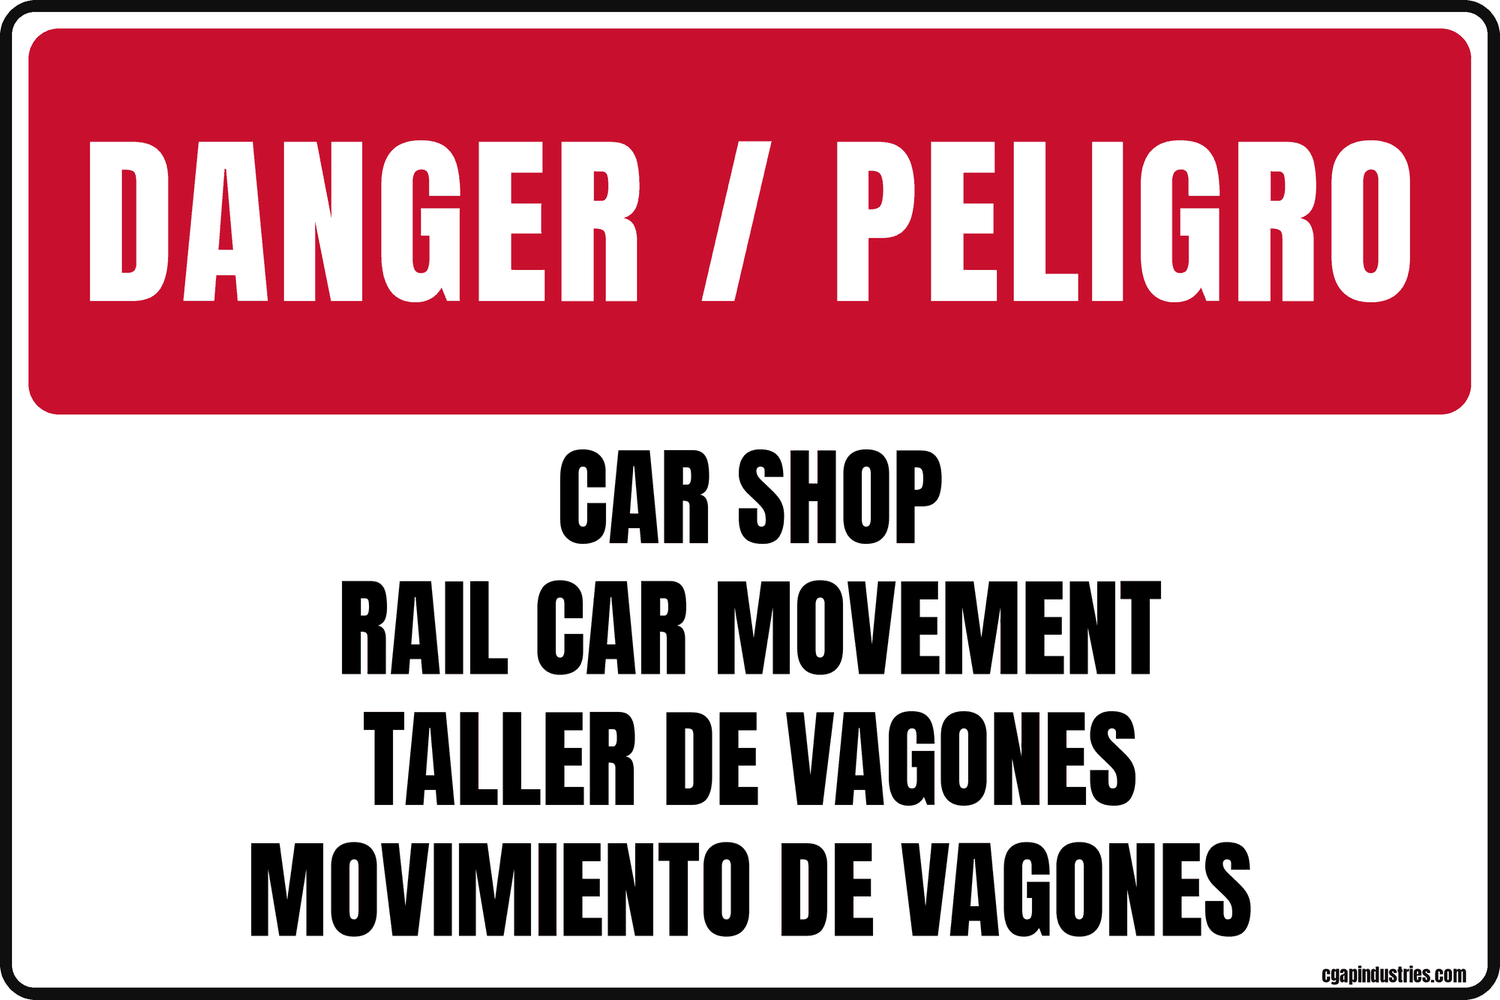 DANGER / PELIGRO
CAR SHOP
RAIL CAR MOVEMENT
TALLER DE VAGONES
MOVIMIENTO DE VAGONES
cgapindustries.com